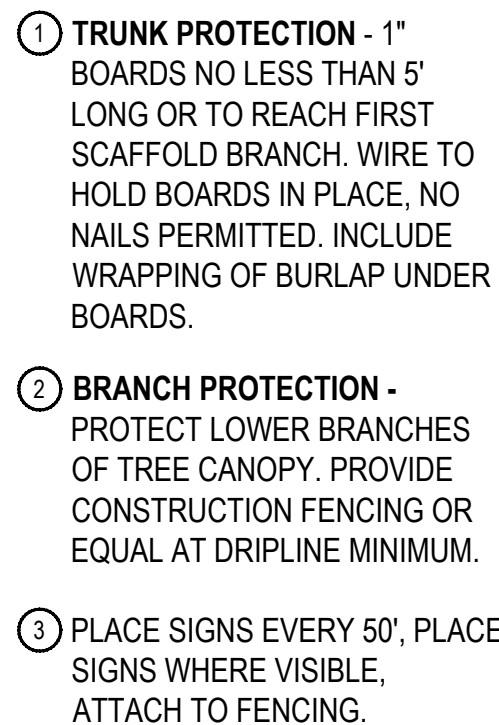 1 TRUNK PROTECTION - 1"
BOARDS NO LESS THAN 5'
LONG OR TO REACH FIRST
SCAFFOLD BRANCH. WIRE TO
HOLD BOARDS IN PLACE, NO
NAILS PERMITTED. INCLUDE
WRAPPING OF BURLAP UNDER
BOARDS.
2 BRANCH PROTECTION -
PROTECT LOWER BRANCHES
OF TREE CANOPY. PROVIDE
CONSTRUCTION FENCING OR
EQUAL AT DRIPLINE MINIMUM.
3 PLACE SIGNS EVERY 50', PLACE
SIGNS WHERE VISIBLE,
ATTACH TO FENCING.